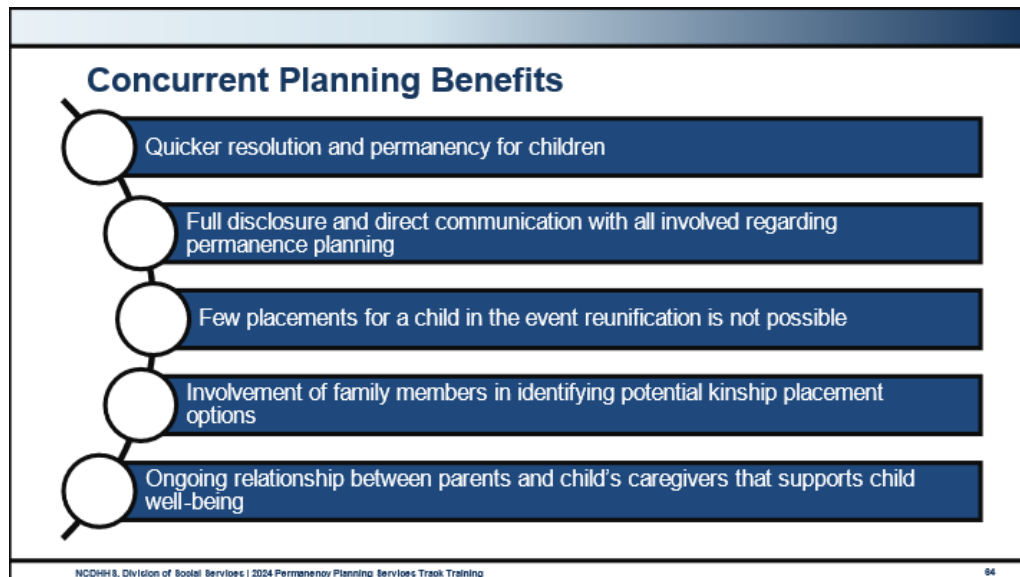 Concurrent Planning Benefits
Quicker resolution and permanency for children
Full disclosure and direct communication with all involved regarding
permanence planning
Few placements for a child in the event reunification is not possible
Involvement of family members in identifying potential kinship placement
options
Ongoing relationship between parents and child's caregivers that supports child
well-being
NCDHHS, Division of Social Services | 2024 Permanency Planning Services Track Training
64